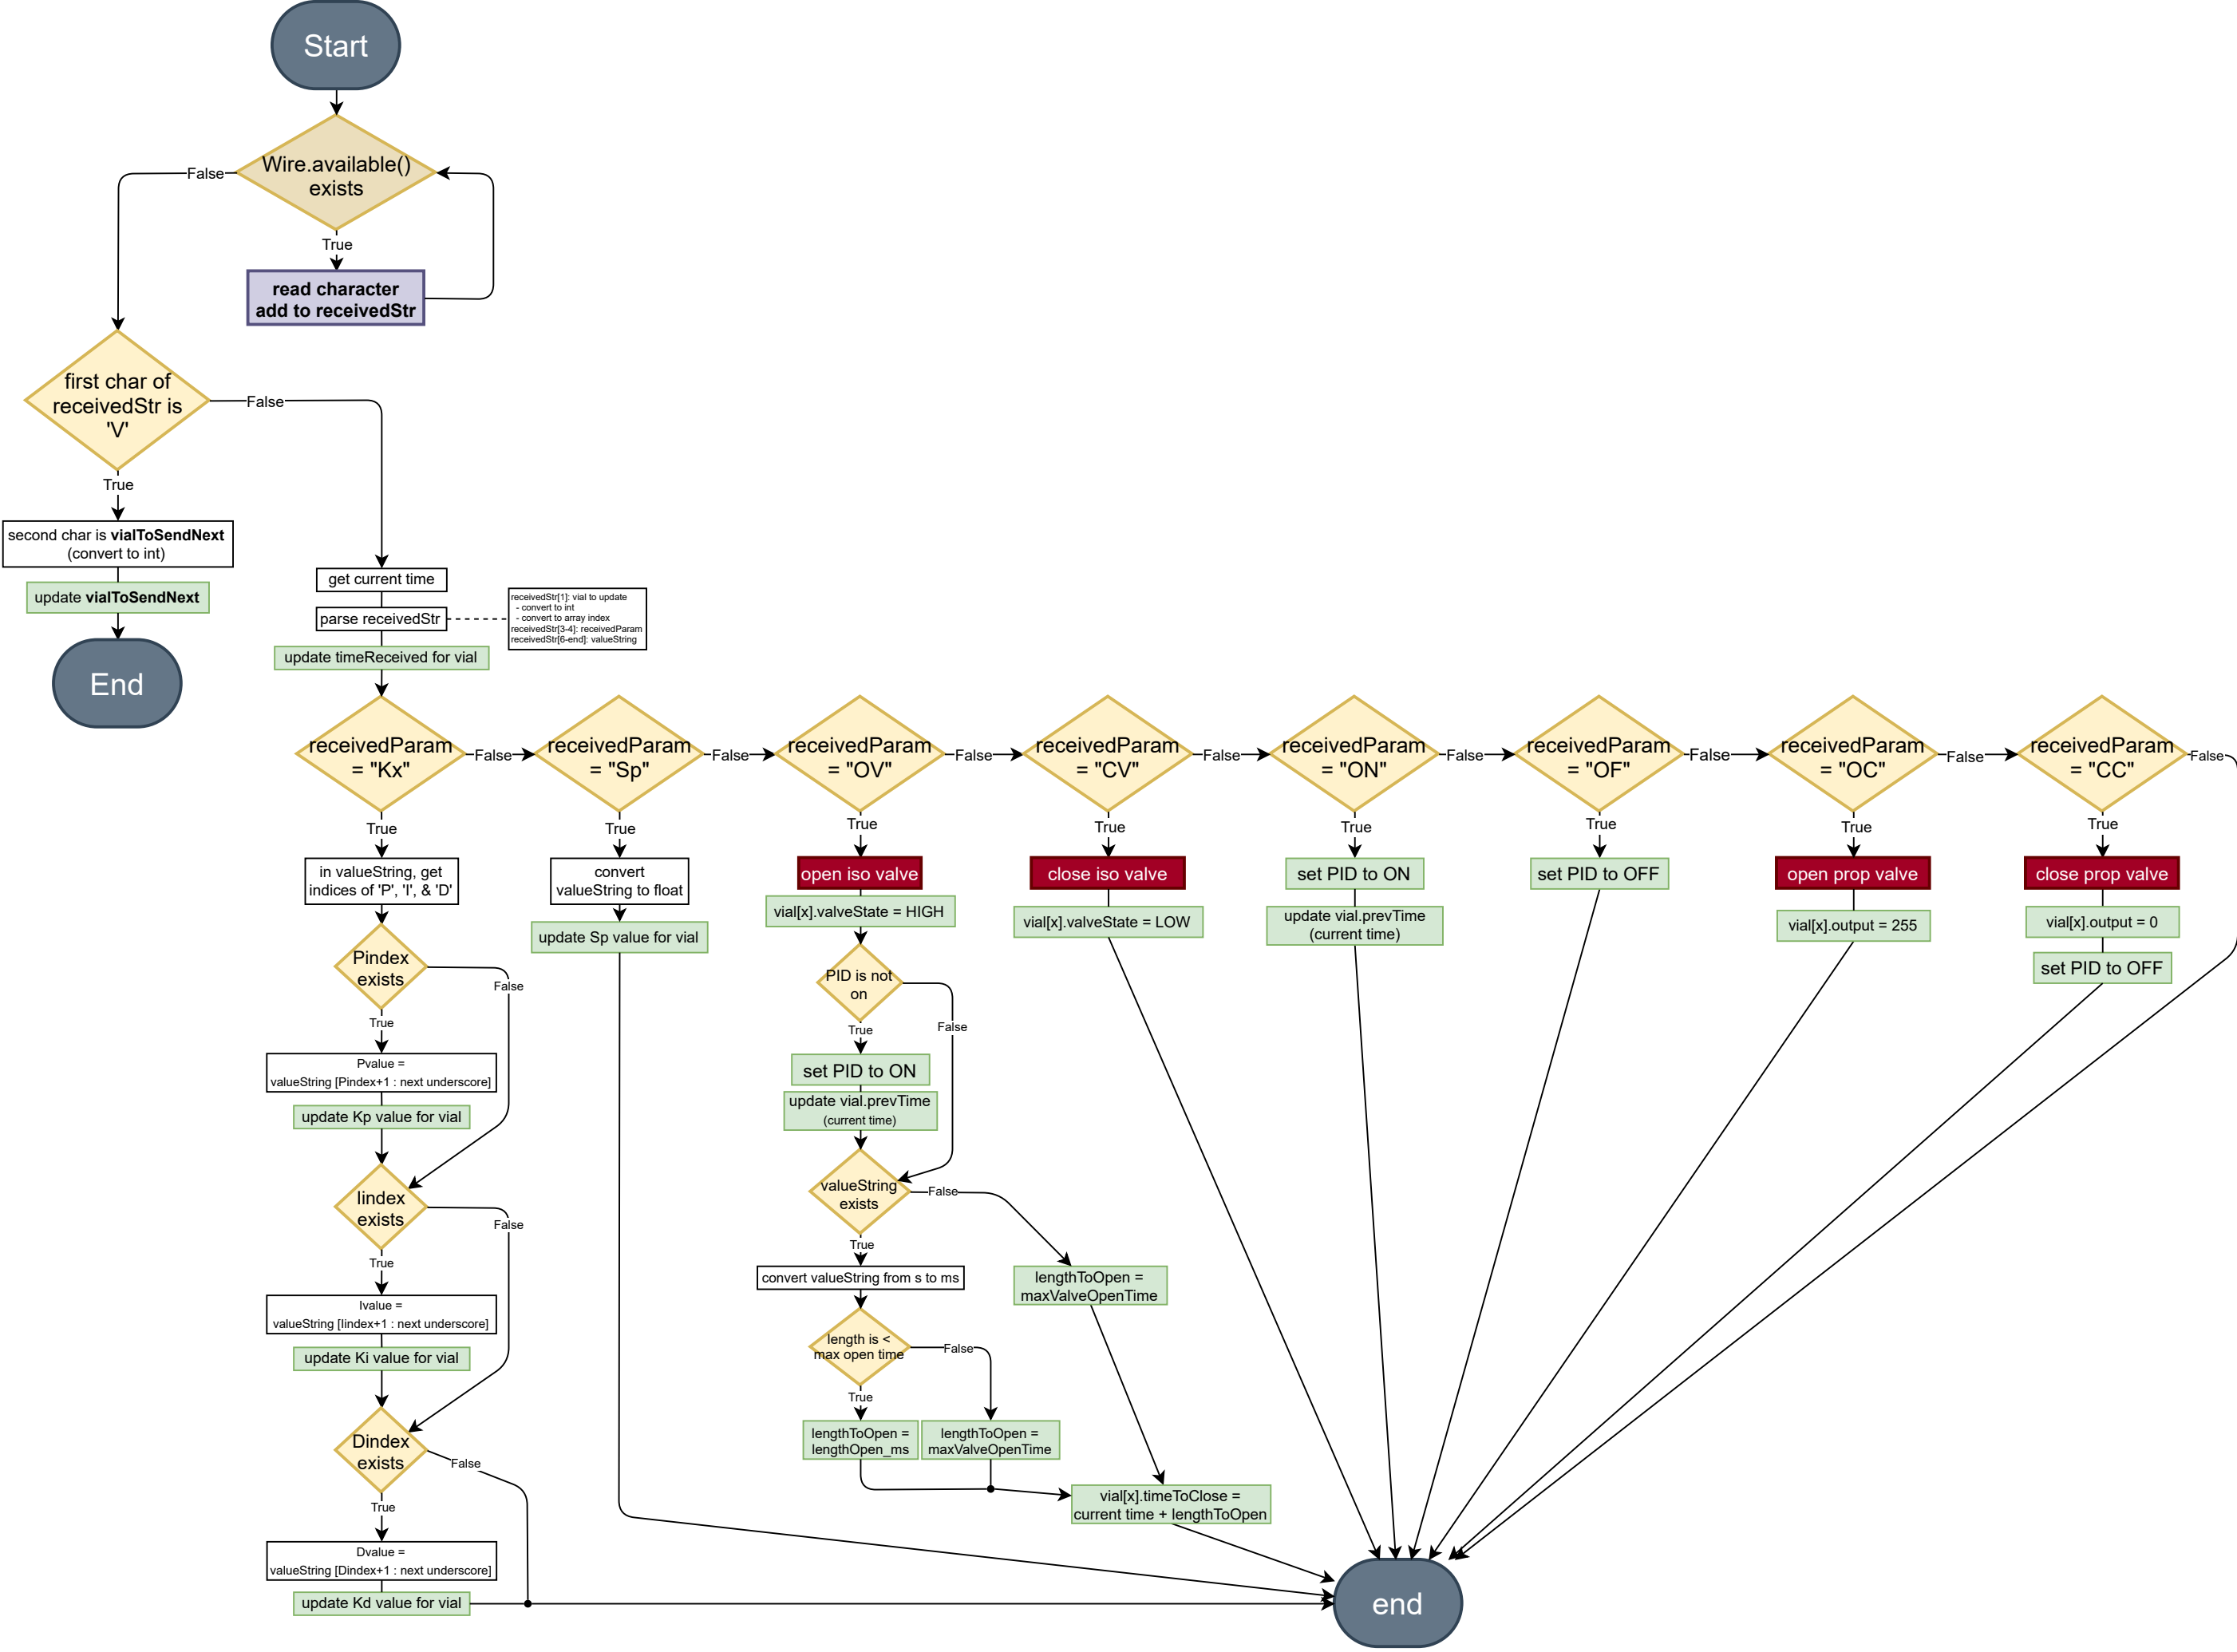 Start
Wire.available()
exists
False
True
read character
add to receivedStr
first char of
receivedStr is
'V'
False
True
second char is vialToSendNext
(convert to int)
update vialToSendNext
End
get current time
parse receivedStr
receivedStr[1]: vial to update
- convert to int
- convert to array index
receivedStr[3-4]: receivedParam
receivedStr[6-end]: valueString
update timeReceived for vial
receivedParam
= "Kx"
False
True
in valueString, get
indices of 'P', 'I', & 'D'
Pindex
exists
False
True
Pvalue =
valueString [Pindex+1 : next underscore]
update Kp value for vial
Iindex
exists
False
True
Ivalue =
valueString [Iindex+1 : next underscore]
update Ki value for vial
Dindex
exists
False
True
Dvalue =
valueString [Dindex+1 : next underscore]
update Kd value for vial
receivedParam
= "Sp"
False
True
convert
valueString to float
update Sp value for vial
receivedParam
= "OV"
False
True
open iso valve
vial[x].valveState = HIGH
PID is not
on
False
True
set PID to ON
update vial.prevTime
(current time)
valueString
exists
False
True
convert valueString from s to ms
lengthToOpen =
maxValveOpenTime
length is <
max open time
False
True
lengthToOpen =
lengthOpen_ms
lengthToOpen =
maxValveOpenTime
vial[x].timeToClose =
current time + lengthToOpen
receivedParam
= "CV"
False
True
close iso valve
vial[x].valveState = LOW
receivedParam
= "ON"
False
True
set PID to ON
update vial.prevTime
(current time)
receivedParam
= "OF"
False
True
set PID to OFF
receivedParam
= "OC"
False
True
open prop valve
vial[x].output = 255
receivedParam
= "CC"
False
True
close prop valve
vial[x].output = 0
set PID to OFF
end